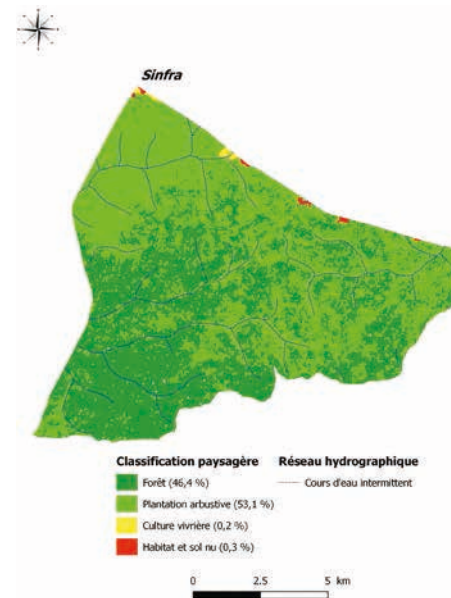 Sinfra
Classification paysagère
Forêt (46,4 %)
Plantation arbustive (53,1 %)
Culture vivrière (0,2 %)
Habitat et sol nu (0,3 %)
Réseau hydrographique
Cours d'eau intermittent
0 2.5 5 km